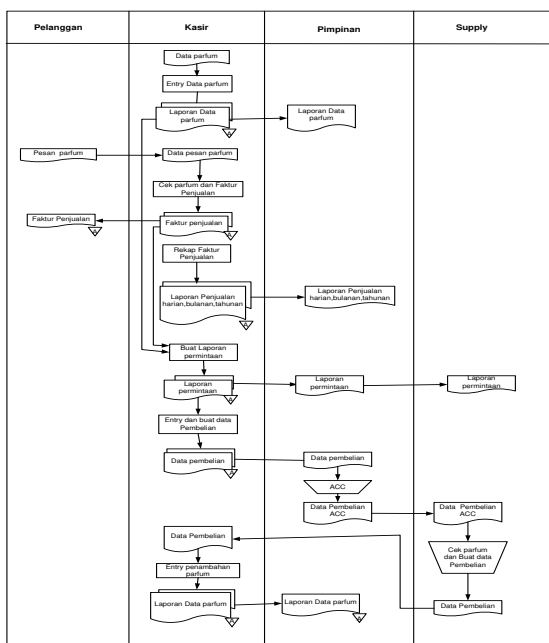 Pelanggan
Kasir
Pimpinan
Supply
Data parfum
Entry Data parfum
Laporan Data
parfum
A
Laporan Data
parfum
Pesan parfum
Data pesan parfum
Cek parfum dan Faktur
Penjualan
Faktur Penjualan
A
Faktur penjualan
A
Rekap Faktur
Penjualan
Laporan Penjualan
harian,bulanan,tahunan
A
Laporan Penjualan
harian,bulanan,tahunan
Buat Laporan
permintaan
Laporan
permintaan
A
Laporan
permintaan
Laporan
permintaan
Entry dan buat data
Pembelian
Data pembelian
A
Data pembelian
ACC
Data Pembelian
ACC
Data Pembelian
ACC
Data Pembelian
Cek parfum
dan Buat data
Pembelian
Entry penambahan
parfum
Laporan Data parfum
A
Laporan Data parfum
A
Data Pembelian